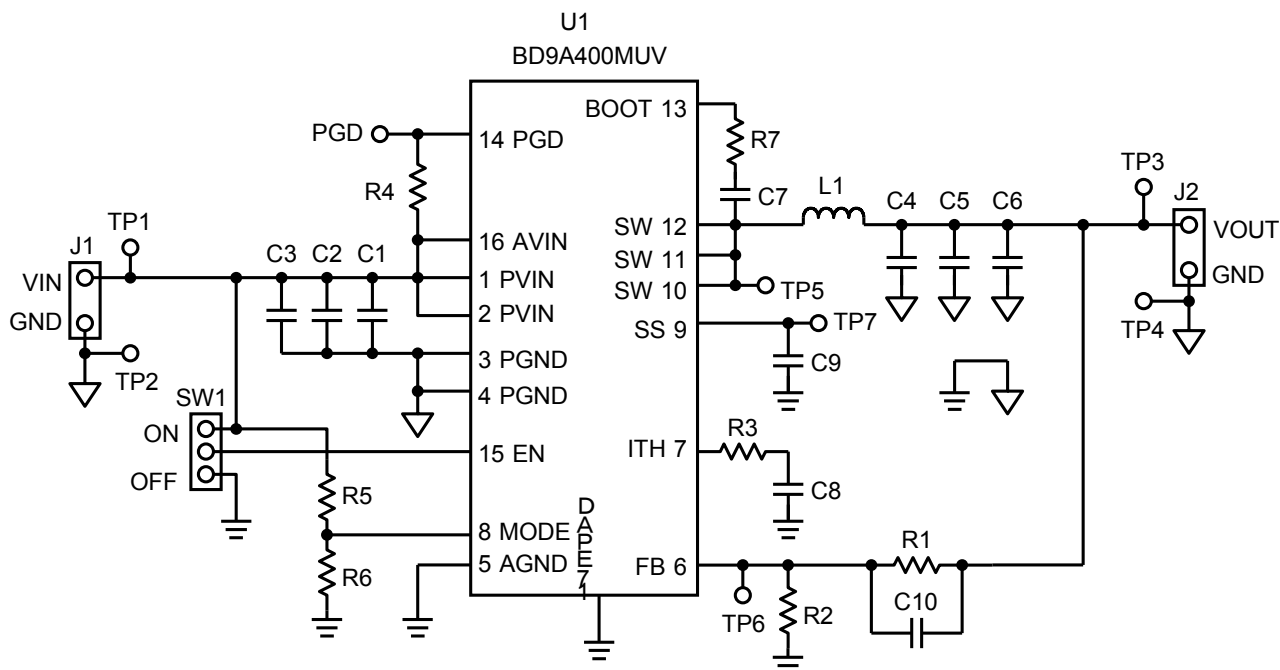 U1
BD9A400MUV
BOOT 13
PGD
14 PGD
R7
R4
C7
L1
C4
C5
C6
TP3
J2
TP1
J1
C3
C2
C1
16 AVIN
SW 12
VOUT
VIN
1 PVIN
SW 11
GND
SW 10
TP5
GND
2 PVIN
SS 9
TP7
TP4
TP2
3 PGND
C9
SW1
4 PGND
ON
15 EN
ITH 7
R3
OFF
R5
C8
8 MODE
DAPE71
R6
5 AGND
FB 6
R1
TP6
R2
C10